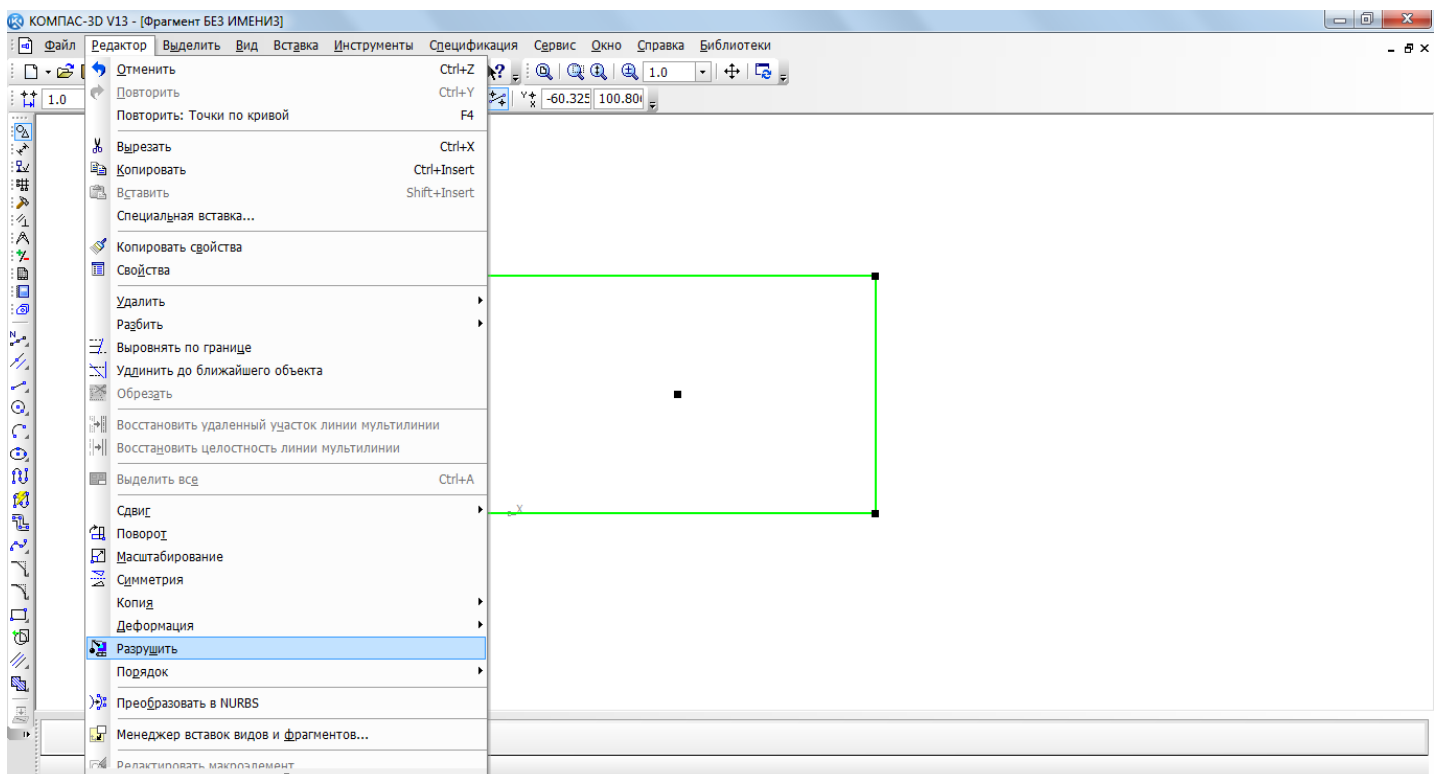 КОМПАС-3D V13 - [Фрагмент БЕЗ ИМЕНИ3]
Файл Редактор Выделить Вид Вставка Инструменты Спецификация Сервис Окно Справка Библиотеки
1.0
1.0 -60.325
Отменить Ctrl+Z
Повторить Ctrl+Y
Повторить: Точки по кривой F4
Вырезать Ctrl+X
Копировать Ctrl+Insert
Вставить Shift+Insert
Специальная вставка...
Копировать свойства
Свойства
Удалить
Разбить
Выровнять по границе
Удлинить до ближайшего объекта
Обрезать
Восстановить удаленный участок линии мультилинии
Восстановить целостность линии мультилинии
Выделить все Ctrl+A
Сдвиг
X
Поворот
Масштабирование
Симметрия
Копия
Деформация
Разрушить
Порядок
Преобразовать в NURBS
Менеджер вставок видов и фрагментов...
Редактировать макроэлемент